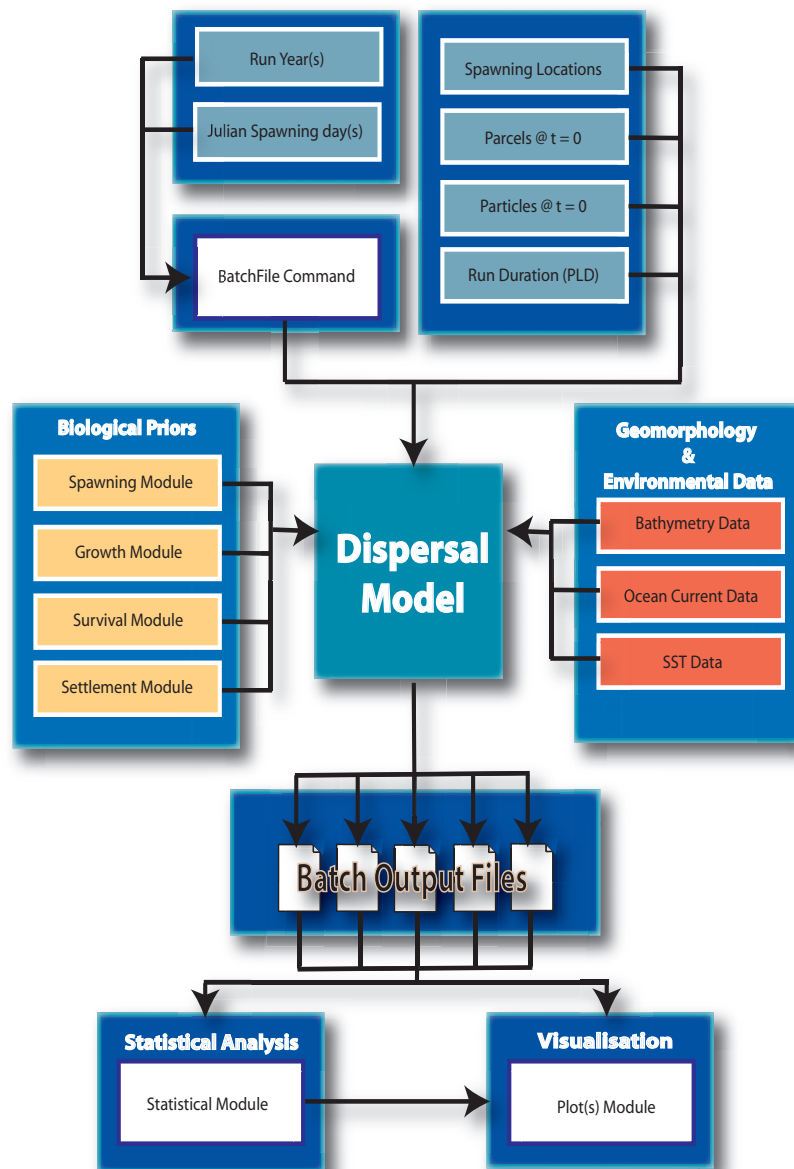 Run Year(s)
Julian Spawning day(s)
BatchFile Command
Spawning Locations
Parcels @ t = 0
Particles @ t = 0
Run Duration (PLD)
Biological Priors
Spawning Module
Growth Module
Survival Module
Settlement Module
Dispersal
Model
Geomorphology
&
Environmental Data
Bathymetry Data
Ocean Current Data
SST Data
Batch Output Files
Statistical Analysis
Statistical Module
Visualisation
Plot(s) Module